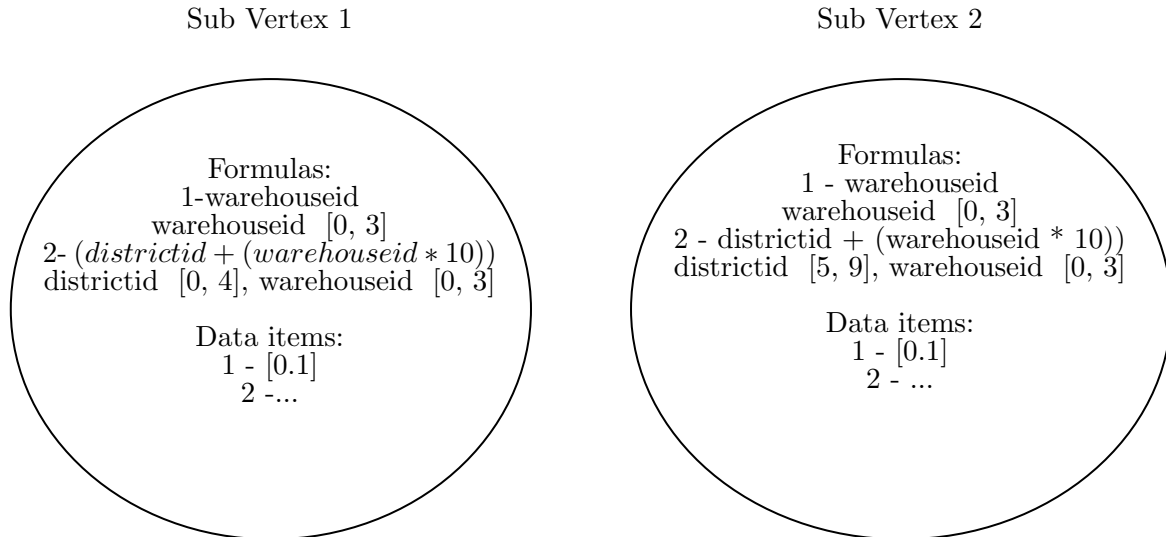 Sub Vertex 1
Formulas:
1-warehouseid
warehouseid [0, 3]
2- (districtid + (warehouseid * 10))
districtid [0, 4], warehouseid [0, 3]
Data items:
1 - [0.1]
2 -...
Sub Vertex 2
Formulas:
1 - warehouseid
warehouseid [0, 3]
2 - districtid + (warehouseid * 10))
districtid [5, 9], warehouseid [0, 3]
Data items:
1 - [0.1]
2 - ...